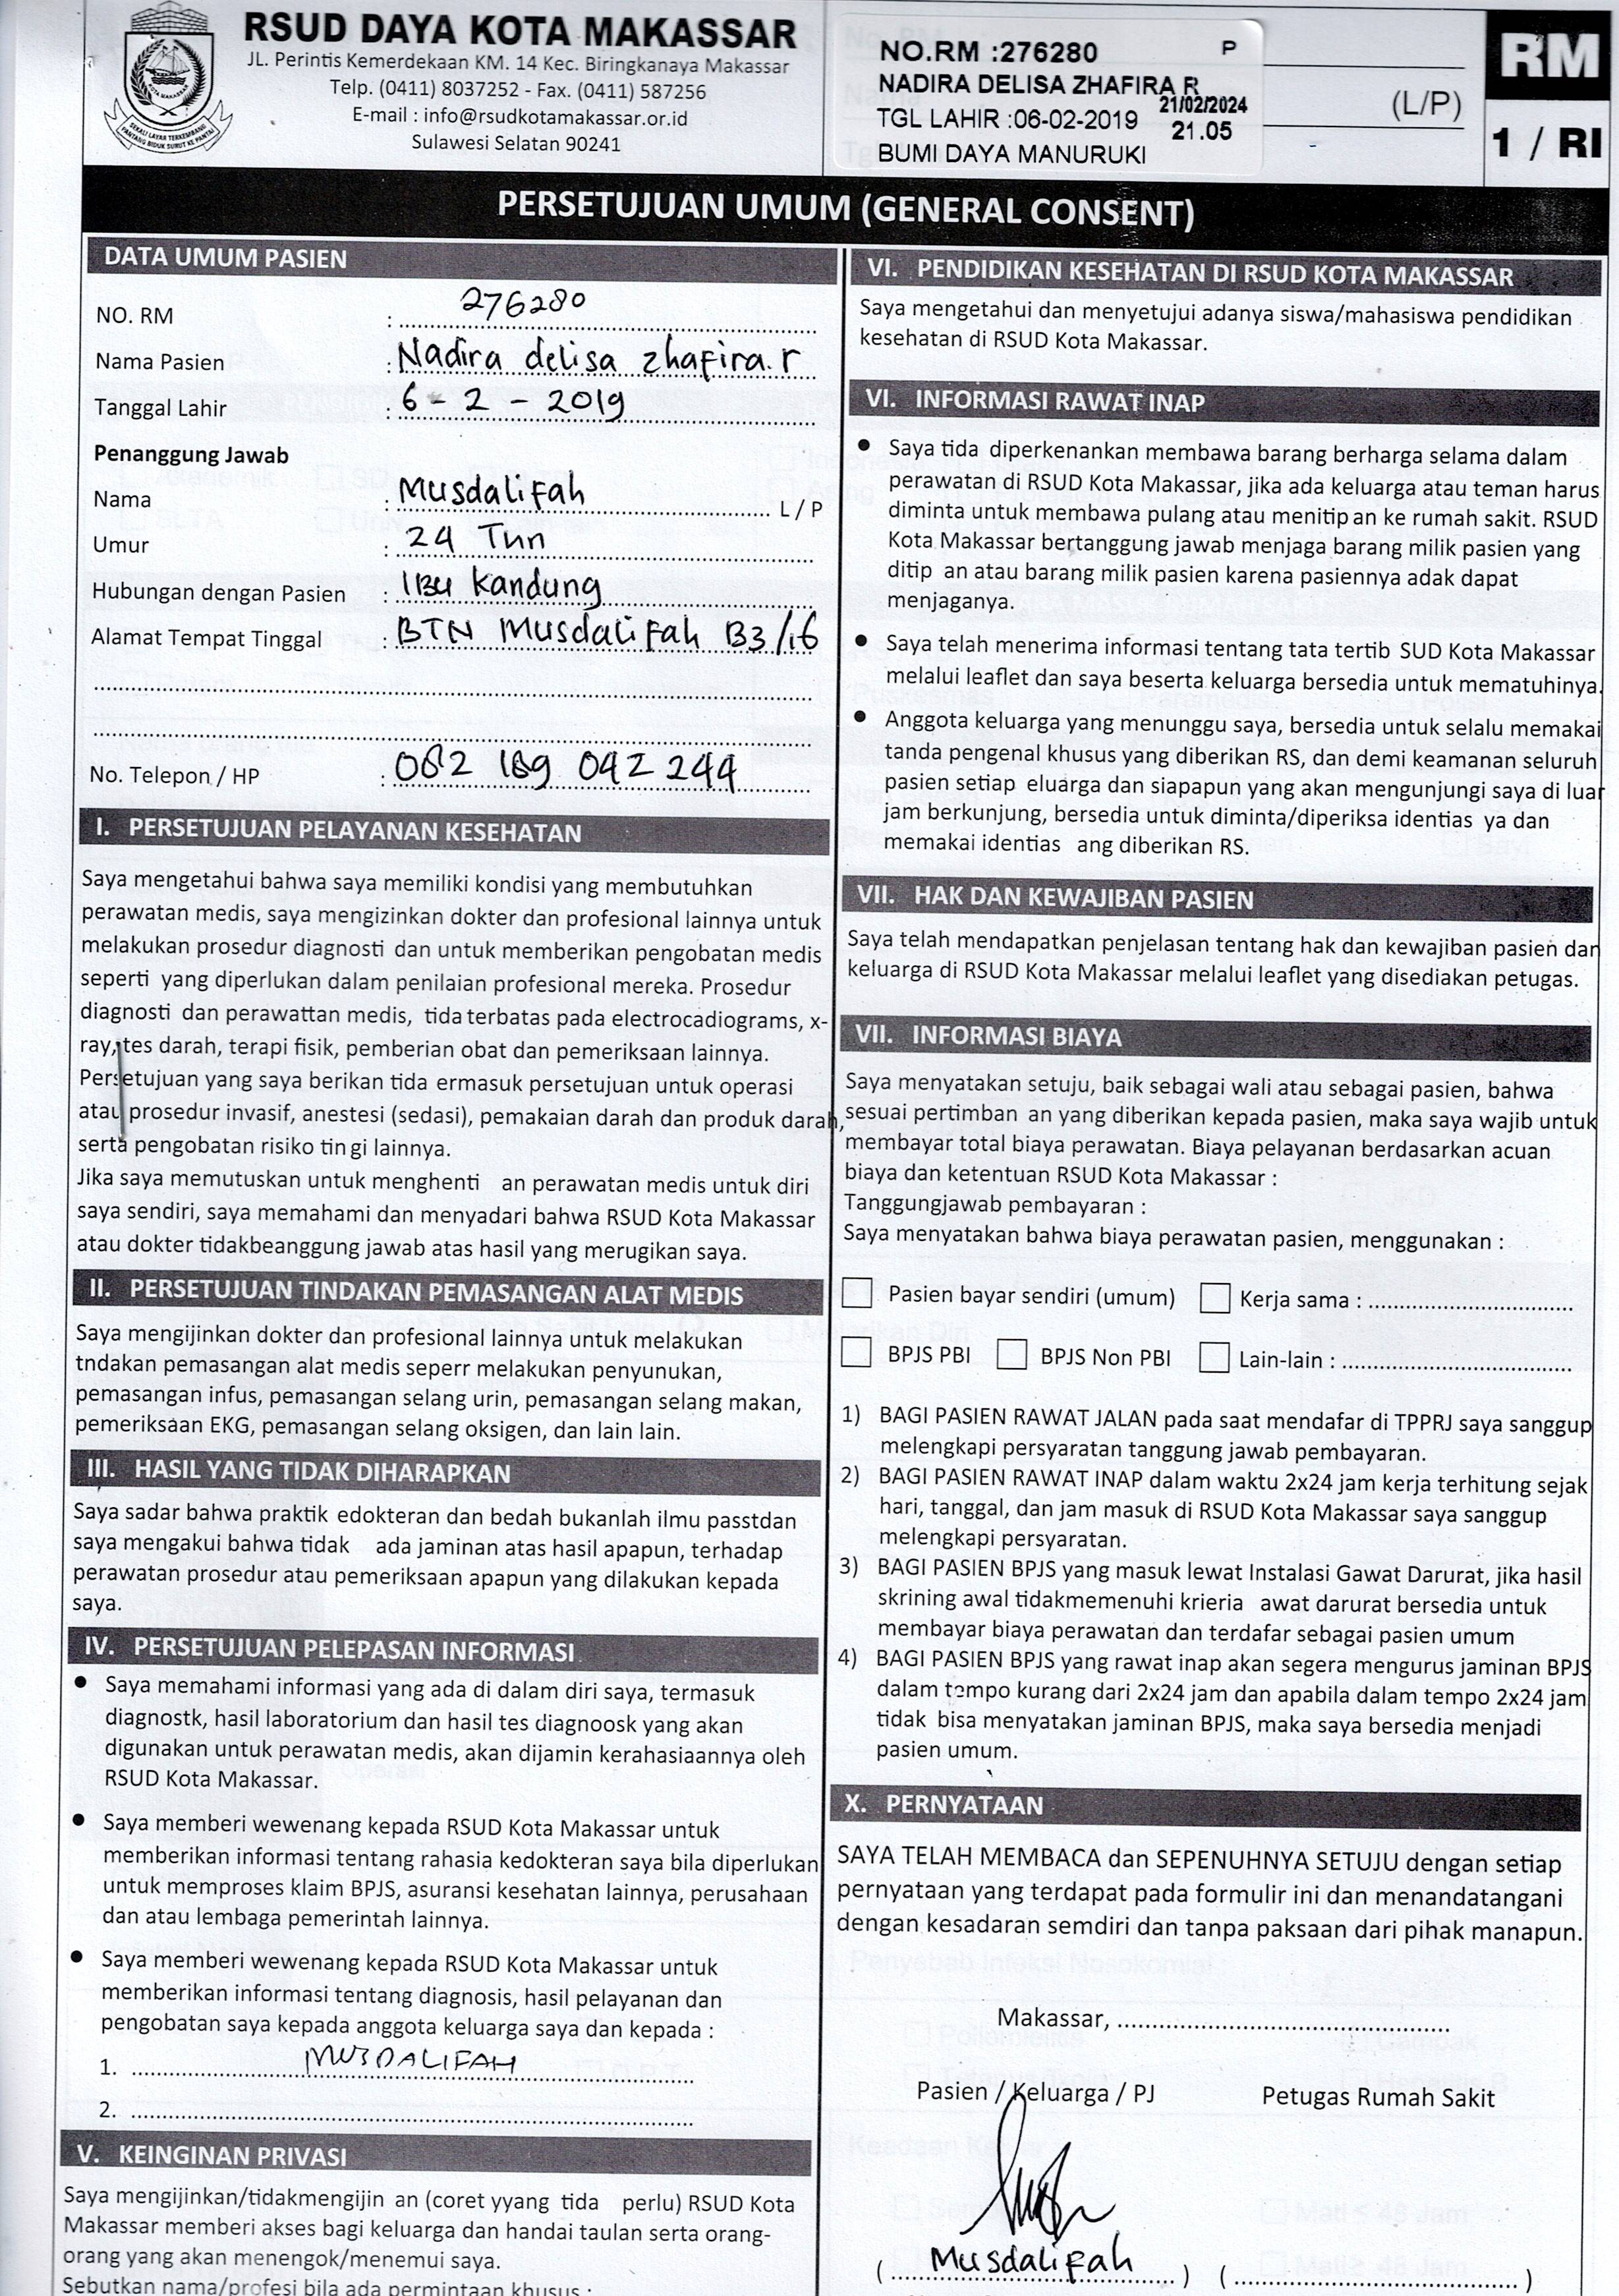 RSUD DAYA KOTA MAKASSAR
JL. Perintis Kemerdekaan KM. 14 Kec. Biringkanaya Makassar
Telp. (0411) 8037252 - Fax. (0411) 587256
E-mail : info@rsudkotamakassar.or.id
Sulawesi Selatan 90241
NO.RM :276280 P
NADIRA DELISA ZHAFIRA R
TGL LAHIR :06-02-2019 21/02/2024
21.05
BUMI DAYA MANURUKI
(L/P)
RM
1 / RI
PERSETUJUAN UMUM (GENERAL CONSENT)
DATA UMUM PASIEN
NO. RM : 276280
Nama Pasien : Nadira delisa zhafira.r
Tanggal Lahir : 6 - 2 - 2019
Penanggung Jawab
Nama : Musdalifah L / P
Umur : 24 Thn
Hubungan dengan Pasien : IBu kandung
Alamat Tempat Tinggal : BTN Musdalifah B3/16
No. Telepon / HP : 082 189 042 244
I. PERSETUJUAN PELAYANAN KESEHATAN
Saya mengetahui bahwa saya memiliki kondisi yang membutuhkan
perawatan medis, saya mengizinkan dokter dan profesional lainnya untuk
melakukan prosedur diagnosti dan untuk memberikan pengobatan medis
seperti yang diperlukan dalam penilaian profesional mereka. Prosedur
diagnosti dan perawattan medis, tida terbatas pada electrocadiograms, x-
ray, tes darah, terapi fisik, pemberian obat dan pemeriksaan lainnya.
Persetujuan yang saya berikan tida ermasuk persetujuan untuk operasi
atau prosedur invasif, anestesi (sedasi), pemakaian darah dan produk darah,
serta pengobatan risiko tin gi lainnya.
Jika saya memutuskan untuk menghenti an perawatan medis untuk diri
saya sendiri, saya memahami dan menyadari bahwa RSUD Kota Makassar
atau dokter tidakbeanggung jawab atas hasil yang merugikan saya.
II. PERSETUJUAN TINDAKAN PEMASANGAN ALAT MEDIS
Saya mengijinkan dokter dan profesional lainnya untuk melakukan
tndakan pemasangan alat medis seperr melakukan penyunukan,
pemasangan infus, pemasangan selang urin, pemasangan selang makan,
pemeriksaan EKG, pemasangan selang oksigen, dan lain lain.
III. HASIL YANG TIDAK DIHARAPKAN
Saya sadar bahwa praktik edokteran dan bedah bukanlah ilmu passtdan
saya mengakui bahwa tidak ada jaminan atas hasil apapun, terhadap
perawatan prosedur atau pemeriksaan apapun yang dilakukan kepada
saya.
IV. PERSETUJUAN PELEPASAN INFORMASI
● Saya memahami informasi yang ada di dalam diri saya, termasuk
diagnostk, hasil laboratorium dan hasil tes diagnoosk yang akan
digunakan untuk perawatan medis, akan dijamin kerahasiaannya oleh
RSUD Kota Makassar.
● Saya memberi wewenang kepada RSUD Kota Makassar untuk
memberikan informasi tentang rahasia kedokteran saya bila diperlukan
untuk memproses klaim BPJS, asuransi kesehatan lainnya, perusahaan
dan atau lembaga pemerintah lainnya.
● Saya memberi wewenang kepada RSUD Kota Makassar untuk
memberikan informasi tentang diagnosis, hasil pelayanan dan
pengobatan saya kepada anggota keluarga saya dan kepada :
1. MUSDALIFAH
2.
V. KEINGINAN PRIVASI
Saya mengijinkan/tidakmengijin an (coret yyang tida perlu) RSUD Kota
Makassar memberi akses bagi keluarga dan handai taulan serta orang-
orang yang akan menengok/menemui saya.
Sebutkan nama/profesi bila ada permintaan khusus :
VI. PENDIDIKAN KESEHATAN DI RSUD KOTA MAKASSAR
Saya mengetahui dan menyetujui adanya siswa/mahasiswa pendidikan
kesehatan di RSUD Kota Makassar.
VI. INFORMASI RAWAT INAP
● Saya tida diperkenankan membawa barang berharga selama dalam
perawatan di RSUD Kota Makassar, jika ada keluarga atau teman harus
diminta untuk membawa pulang atau menitip an ke rumah sakit. RSUD
Kota Makassar bertanggung jawab menjaga barang milik pasien yang
ditip an atau barang milik pasien karena pasiennya adak dapat
menjaganya.
● Saya telah menerima informasi tentang tata tertib SUD Kota Makassar
melalui leaflet dan saya beserta keluarga bersedia untuk mematuhinya.
● Anggota keluarga yang menunggu saya, bersedia untuk selalu memakai
tanda pengenal khusus yang diberikan RS, dan demi keamanan seluruh
pasien setiap eluarga dan siapapun yang akan mengunjungi saya di luar
jam berkunjung, bersedia untuk diminta/diperiksa identias ya dan
memakai identias ang diberikan RS.
VII. HAK DAN KEWAJIBAN PASIEN
Saya telah mendapatkan penjelasan tentang hak dan kewajiban pasien dan
keluarga di RSUD Kota Makassar melalui leaflet yang disediakan petugas.
VII. INFORMASI BIAYA
Saya menyatakan setuju, baik sebagai wali atau sebagai pasien, bahwa
sesuai pertimban an yang diberikan kepada pasien, maka saya wajib untuk
membayar total biaya perawatan. Biaya pelayanan berdasarkan acuan
biaya dan ketentuan RSUD Kota Makassar :
Tanggungjawab pembayaran :
Saya menyatakan bahwa biaya perawatan pasien, menggunakan :
Pasien bayar sendiri (umum) Kerja sama :
BPJS PBI BPJS Non PBI Lain-lain :
1) BAGI PASIEN RAWAT JALAN pada saat mendafar di TPPRJ saya sanggup
melengkapi persyaratan tanggung jawab pembayaran.
2) BAGI PASIEN RAWAT INAP dalam waktu 2x24 jam kerja terhitung sejak
hari, tanggal, dan jam masuk di RSUD Kota Makassar saya sanggup
melengkapi persyaratan.
3) BAGI PASIEN BPJS yang masuk lewat Instalasi Gawat Darurat, jika hasil
skrining awal tidakmemenuhi krieria awat darurat bersedia untuk
membayar biaya perawatan dan terdafar sebagai pasien umum
4) BAGI PASIEN BPJS yang rawat inap akan segera mengurus jaminan BPJS
dalam tempo kurang dari 2x24 jam dan apabila dalam tempo 2x24 jam
tidak bisa menyatakan jaminan BPJS, maka saya bersedia menjadi
pasien umum.
X. PERNYATAAN
SAYA TELAH MEMBACA dan SEPENUHNYA SETUJU dengan setiap
pernyataan yang terdapat pada formulir ini dan menandatangani
dengan kesadaran semdiri dan tanpa paksaan dari pihak manapun.
Makassar,
Pasien / Keluarga / PJ Petugas Rumah Sakit
( Musdalifah ) ( )